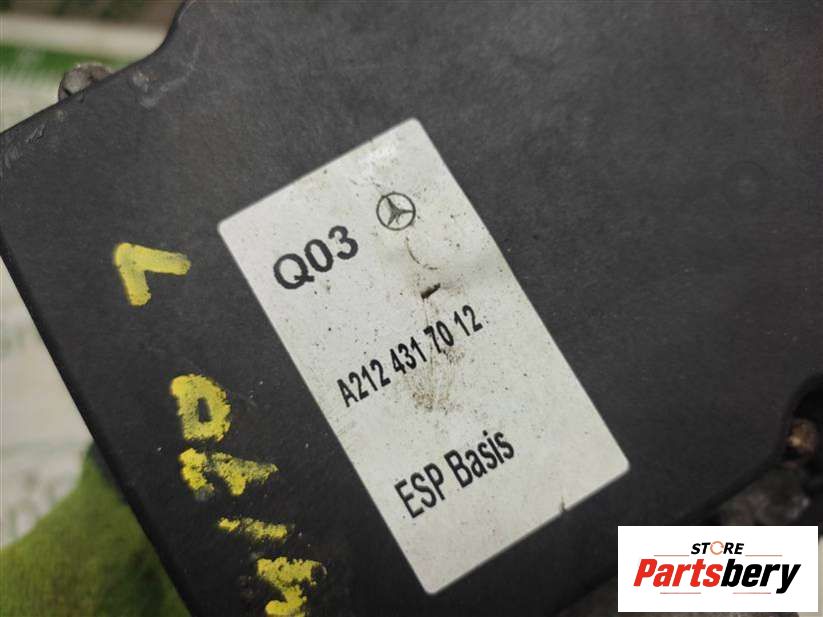 Q03
A212 431 70 12
ESP Basis
STORE
Partsbery